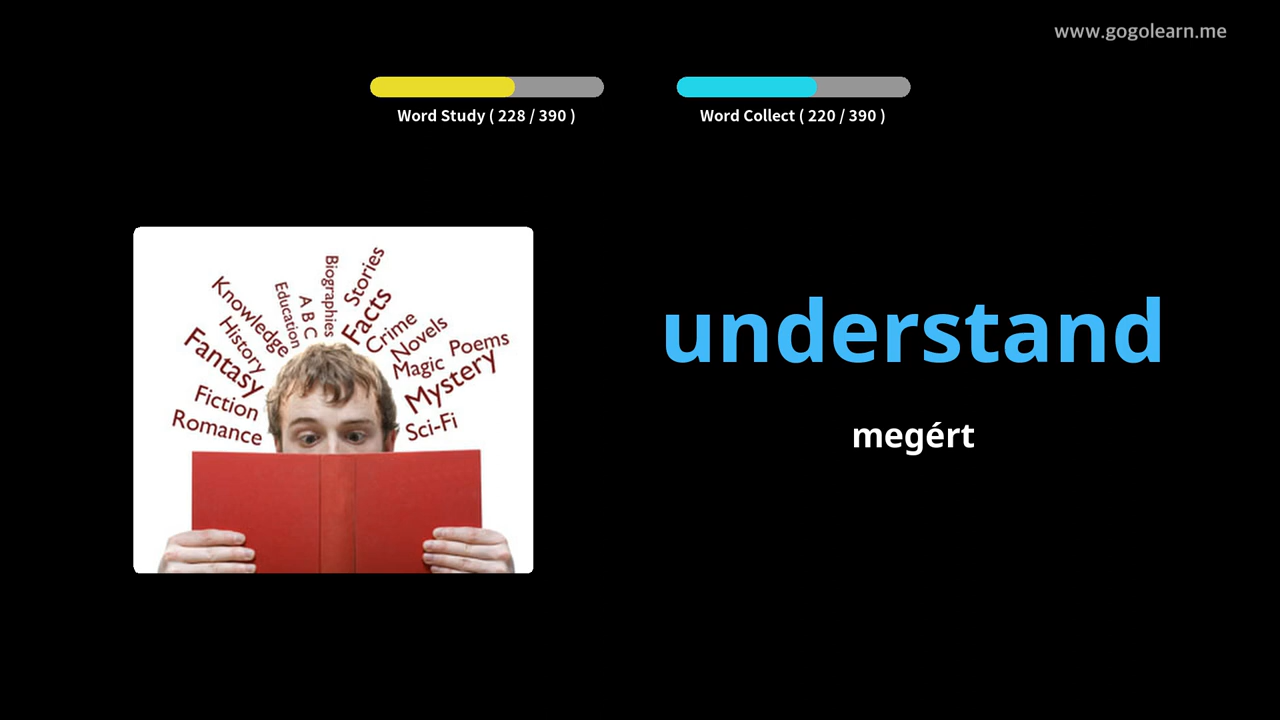 www.gogolearn.me
Word Study ( 228 / 390 )
Word Collect ( 220 / 390 )
Knowledge
Education
A B C
Biographies
Stories
History
Facts
Crime
Novels
Fantasy
Magic
Poems
Fiction
Mystery
Romance
Sci-Fi
understand
megért